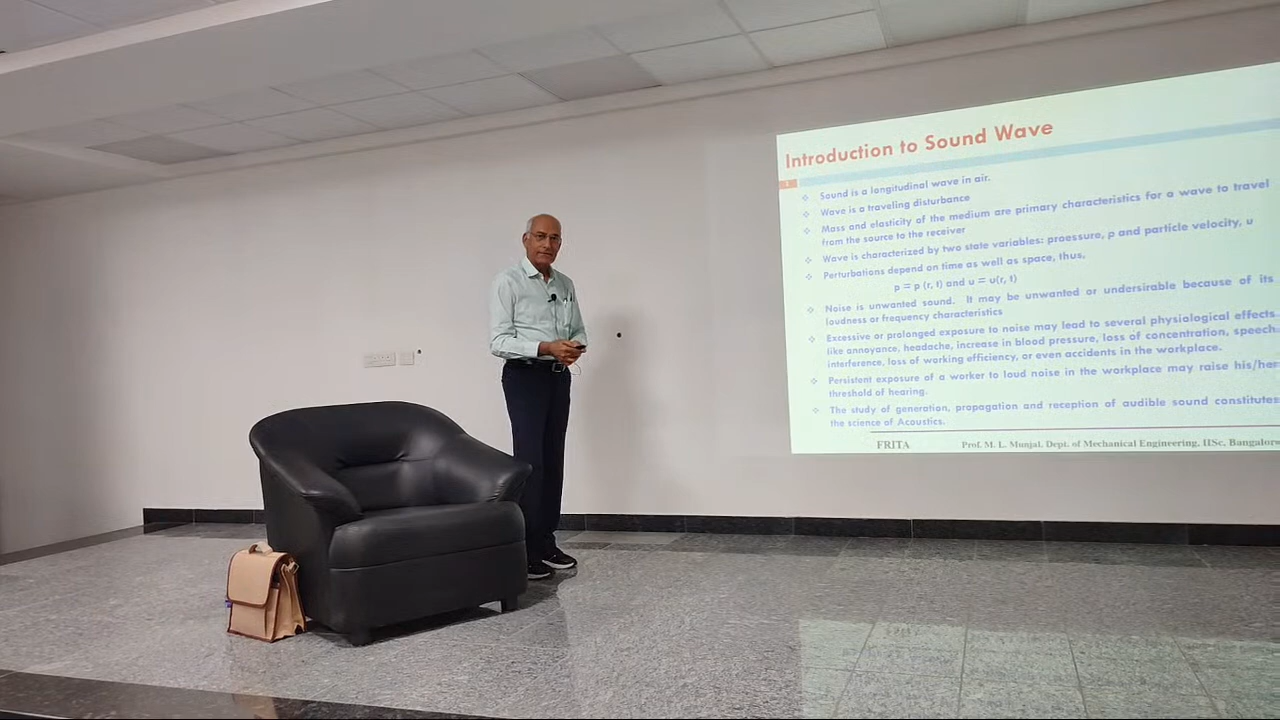 Introduction to Sound Wave
Sound is a longitudinal wave in air.
Wave is a traveling disturbance
Mass and elasticity of the medium are primary characteristics for a wave to travel
from the source to the receiver
Wave is characterized by two state variables: proessure, p and particle velocity, u
Perturbations depend on time as well as space, thus,
p = p (r, t) and u = u(r, t)
Noise is unwanted sound. It may be unwanted or undersirable because of its
loudness or frequency characteristics
Excessive or prolonged exposure to noise may lead to several physiological effects
like annoyance, headache, increase in blood pressure, loss of concentration, speech
interference, loss of working efficiency, or even accidents in the workplace.
Persistent exposure of a worker to loud noise in the workplace may raise his/her
threshold of hearing.
The study of generation, propagation and reception of audible sound constitutes
the science of Acoustics.
FRITA Prof. M. L. Munjal, Dept. of Mechanical Engineering, IISc, Bangalore